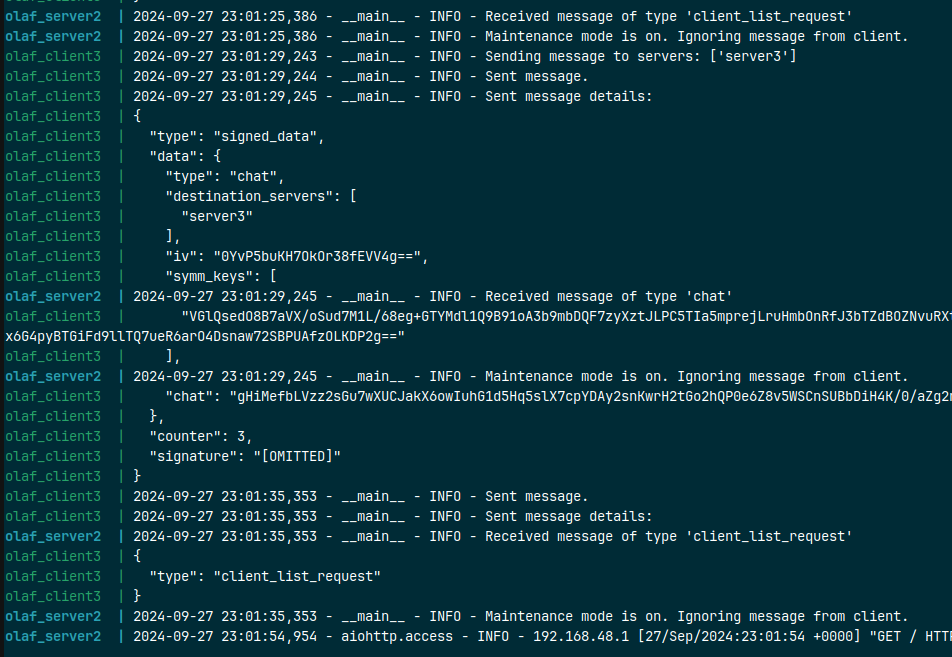 olaf_server2 | 2024-09-27 23:01:25,386 - __main__ - INFO - Received message of type 'client_list_request'
olaf_server2 | 2024-09-27 23:01:25,386 - __main__ - INFO - Maintenance mode is on. Ignoring message from client.
olaf_client3 | 2024-09-27 23:01:29,243 - __main__ - INFO - Sending message to servers: ['server3']
olaf_client3 | 2024-09-27 23:01:29,244 - __main__ - INFO - Sent message.
olaf_client3 | 2024-09-27 23:01:29,245 - __main__ - INFO - Sent message details:
olaf_client3 | {
olaf_client3 |   "type": "signed_data",
olaf_client3 |   "data": {
olaf_client3 |     "type": "chat",
olaf_client3 |     "destination_servers": [
olaf_client3 |       "server3"
olaf_client3 |     ],
olaf_client3 |     "iv": "0YvP5buKH7OkOr38fEVV4g==",
olaf_client3 |     "symm_keys": [
olaf_server2 | 2024-09-27 23:01:29,245 - __main__ - INFO - Received message of type 'chat'
olaf_client3 |       "VGlQsedO8B7aVX/oSud7M1L/68eg+GTYMdl1Q9B91oA3b9mbDQF7zyXztJLPC5TIa5mprejLruHmbOnRfJ3bTZdBOZNvuRX
x6G4pyBTGiFd9llTQ7ueR6arO4Dsnaw72SBPUAfzOLKDP2g=="
olaf_client3 |     ],
olaf_server2 | 2024-09-27 23:01:29,245 - __main__ - INFO - Maintenance mode is on. Ignoring message from client.
olaf_client3 |     "chat": "gHiMefbLVzz2sGu7wXUCJakX6owIuhG1d5Hq5slX7cpYDAy2snKwrH2tGo2hQP0e6Z8v5WSCnSUBbDiH4K/0/aZg2
olaf_client3 |   },
olaf_client3 |   "counter": 3,
olaf_client3 |   "signature": "[OMITTED]"
olaf_client3 | }
olaf_client3 | 2024-09-27 23:01:35,353 - __main__ - INFO - Sent message.
olaf_client3 | 2024-09-27 23:01:35,353 - __main__ - INFO - Sent message details:
olaf_server2 | 2024-09-27 23:01:35,353 - __main__ - INFO - Received message of type 'client_list_request'
olaf_client3 | {
olaf_client3 |   "type": "client_list_request"
olaf_client3 | }
olaf_server2 | 2024-09-27 23:01:35,353 - __main__ - INFO - Maintenance mode is on. Ignoring message from client.
olaf_server2 | 2024-09-27 23:01:54,954 - aiohttp.access - INFO - 192.168.48.1 [27/Sep/2024:23:01:54 +0000] "GET / HTT